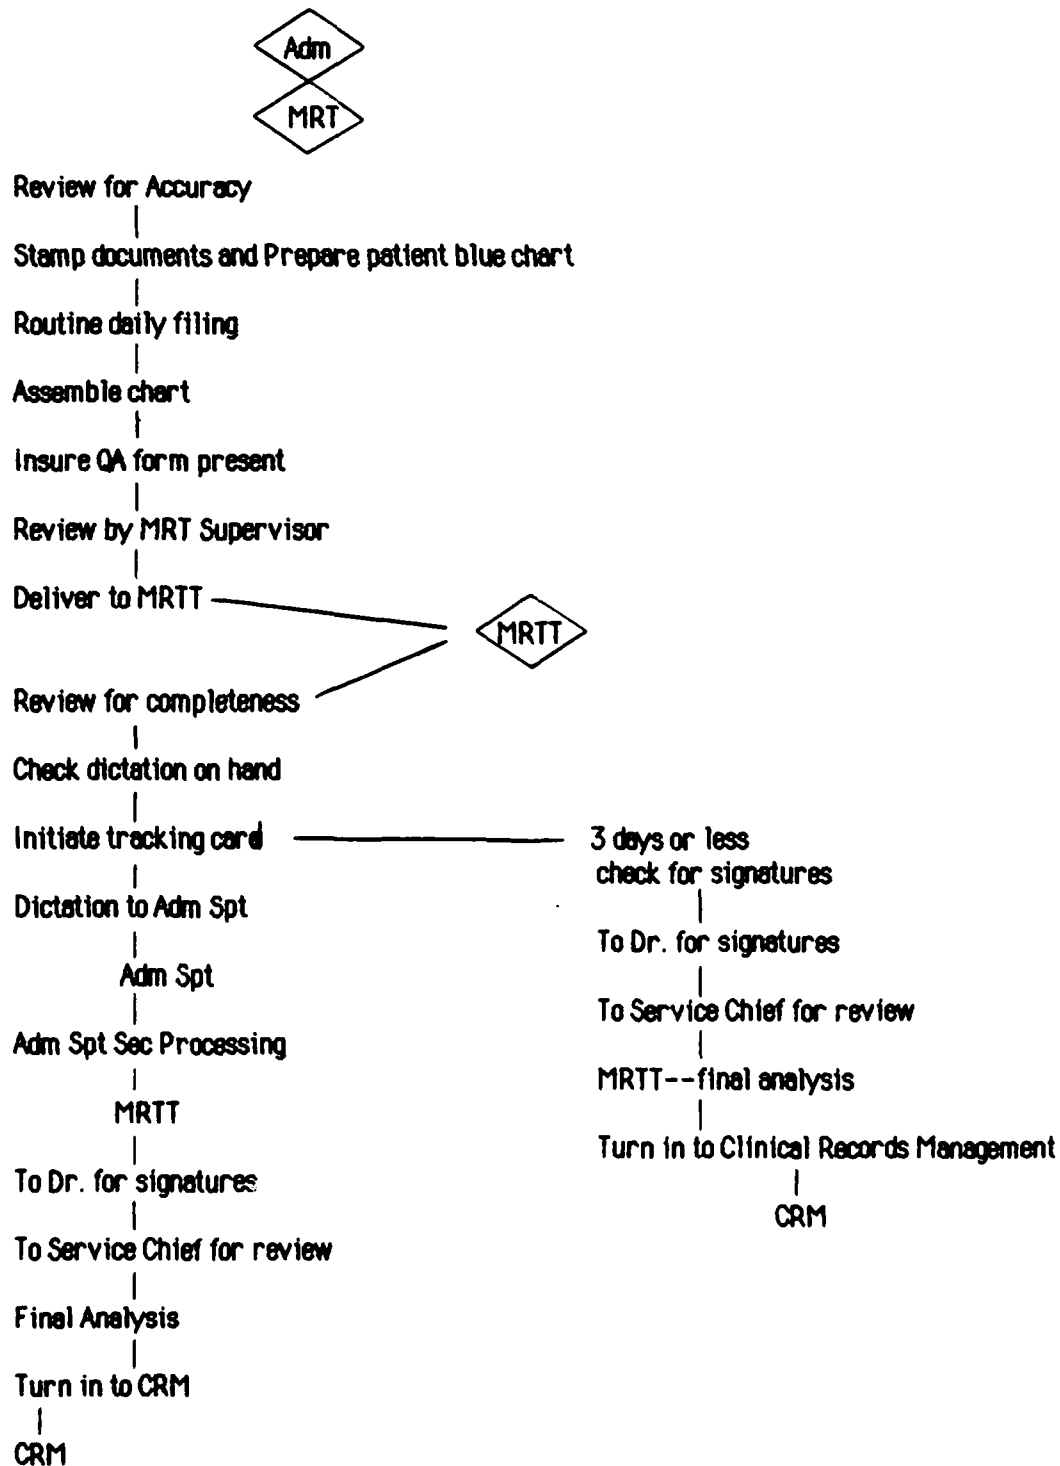 Adm
MRT
Review for Accuracy
Stamp documents and Prepare patient blue chart
Routine daily filing
Assemble chart
Insure QA form present
Review by MRT Supervisor
Deliver to MRTT
MRTT
Review for completeness
Check dictation on hand
Initiate tracking card
Dictation to Adm Spt
Adm Spt
Adm Spt Sec Processing
MRTT
To Dr. for signatures
To Service Chief for review
Final Analysis
Turn in to CRM
CRM
3 days or less
check for signatures
To Dr. for signatures
To Service Chief for review
MRTT--final analysis
Turn in to Clinical Records Management
CRM